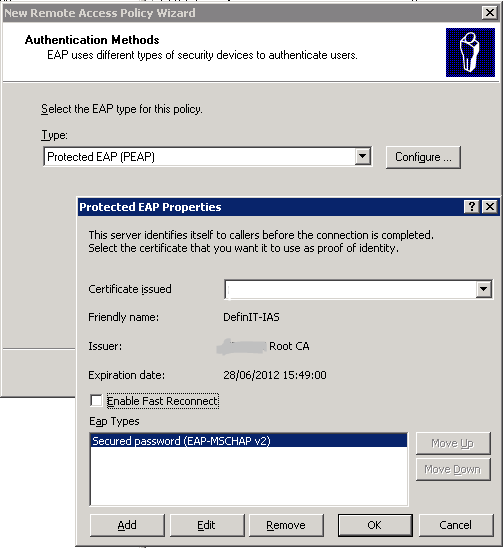 New Remote Access Policy Wizard
Authentication Methods
EAP uses different types of security devices to authenticate users.
Select the EAP type for this policy.
Type:
Protected EAP (PEAP)
Configure ...
Protected EAP Properties
This server identifies itself to callers before the connection is completed.
Select the certificate that you want it to use as proof of identity.
Certificate issued
Friendly name: DefinIT-IAS
Issuer: Root CA
Expiration date: 28/06/2012 15:49:00
Enable Fast Reconnect
Eap Types
Secured password (EAP-MSCHAP v2)
Move Up
Move Down
Add Edit Remove OK Cancel